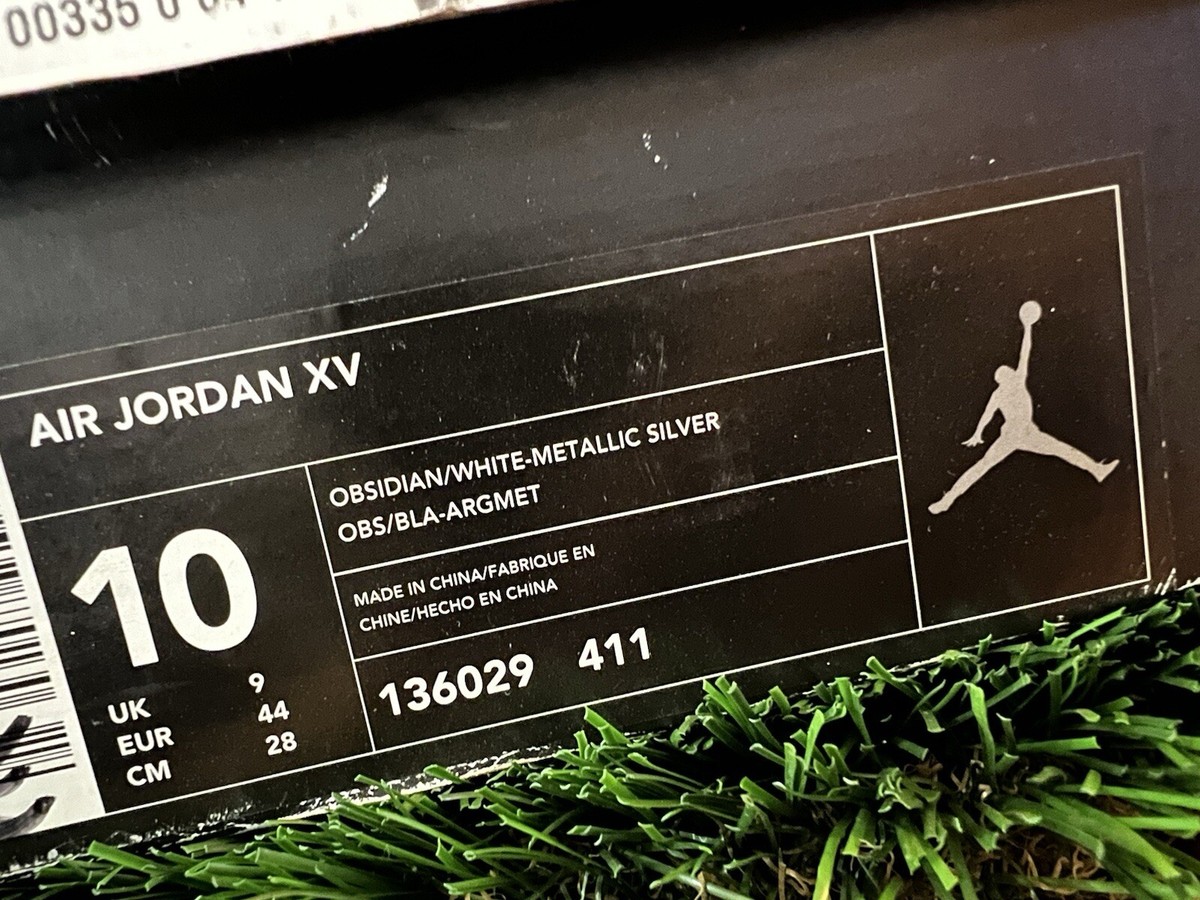 00335 0
AIR JORDAN XV
10
UK 9
EUR 44
CM 28
OBSIDIAN/WHITE-METALLIC SILVER
OBS/BLA-ARGMET
MADE IN CHINA/FABRIQUE EN
CHINE/HECHO EN CHINA
136029 411